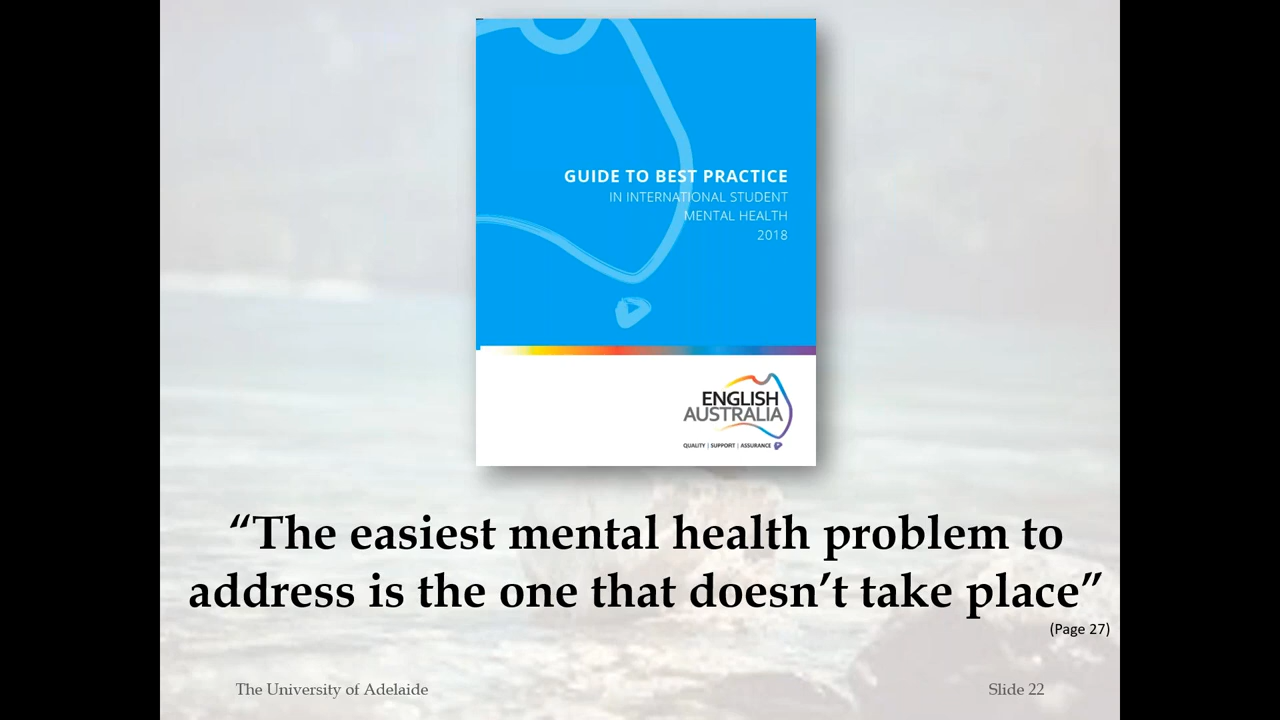 GUIDE TO BEST PRACTICE
IN INTERNATIONAL STUDENT
MENTAL HEALTH
2018
ENGLISH
AUSTRALIA
QUALITY | SUPPORT | ASSURANCE
“The easiest mental health problem to
address is the one that doesn’t take place”
(Page 27)
The University of Adelaide
Slide 22